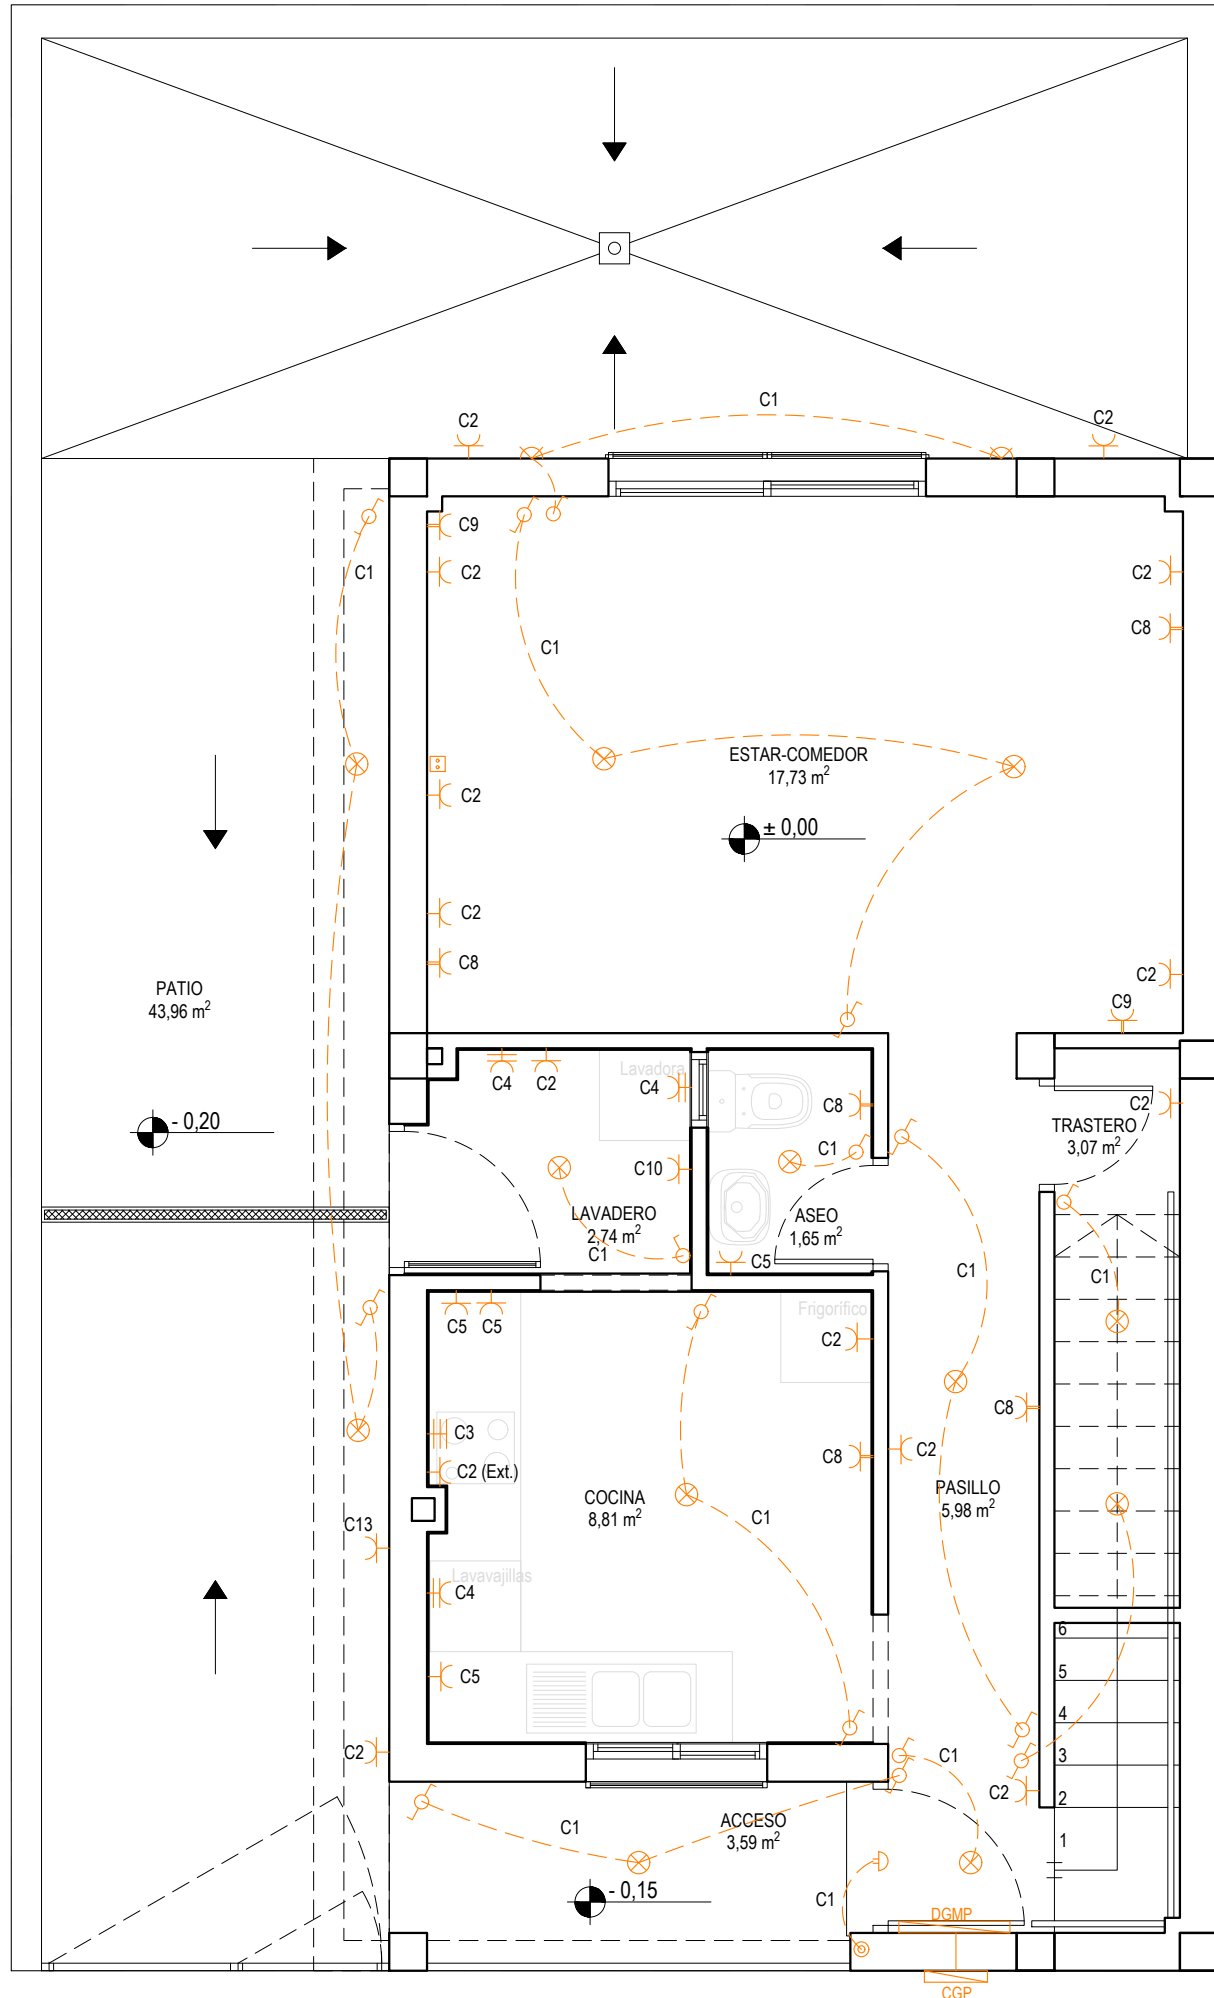 C1
C2
C2
C9
C2
C1
C2
C8
C1
ESTAR-COMEDOR
17,73 m²
C2
± 0,00
C2
C8
C2
C9
PATIO
43,96 m²
- 0,20
C4
C2
Lavadora
C4
C8
C2
TRASTERO
3,07 m²
C1
C10
LAVADERO
2,74 m²
C1
ASEO
1,65 m²
C5
C1
C1
C5
C5
Frigorífico
C2
C8
C3
C2 (Ext.)
C8
C2
COCINA
8,81 m²
PASILLO
5,98 m²
C1
C13
Lavavajillas
C4
C5
6
5
4
3
2
1
C2
C1
C2
C1
ACCESO
3,59 m²
- 0,15
C1
DGMP
CGP